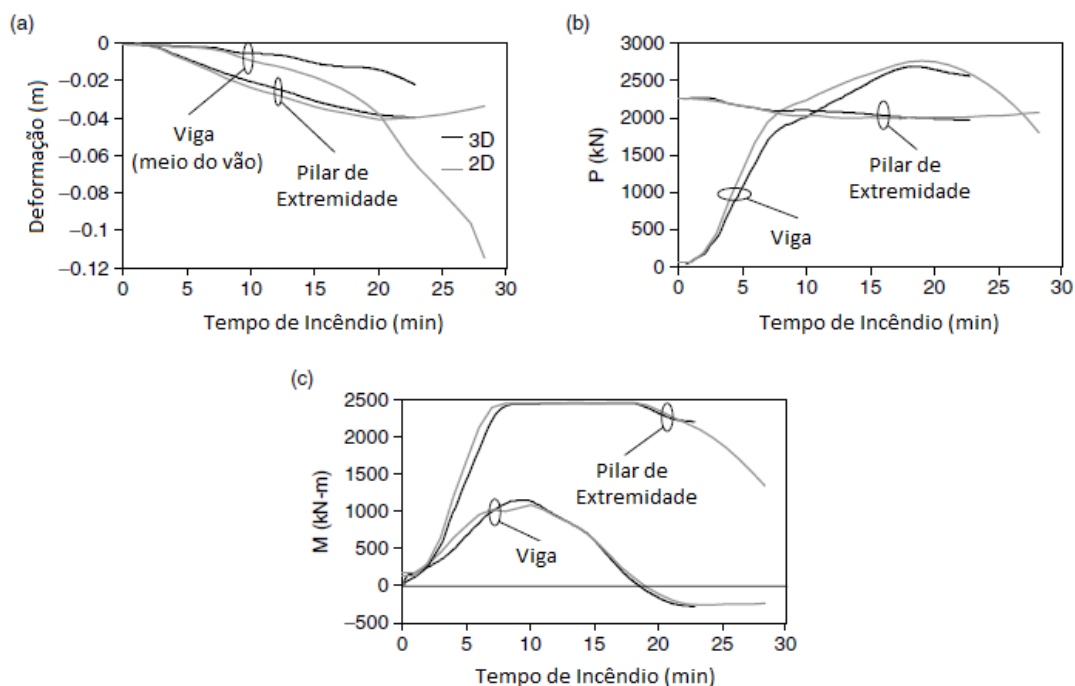 (a)
0
−0.02
−0.04
−0.06
−0.08
−0.1
−0.12
Deformação (m)
Viga
(meio do vão)
Pilar de
Extremidade
3D
2D
0 5 10 15 20 25 30
Tempo de Incêndio (min)
(b)
3000
2500
2000
1500
1000
500
0
P (kN)
Pilar de
Extremidade
Viga
0 5 10 15 20 25 30
Tempo de Incêndio (min)
(c)
2500
2000
1500
1000
500
0
−500
M (kN-m)
Pilar de
Extremidade
Viga
0 5 10 15 20 25 30
Tempo de Incêndio (min)